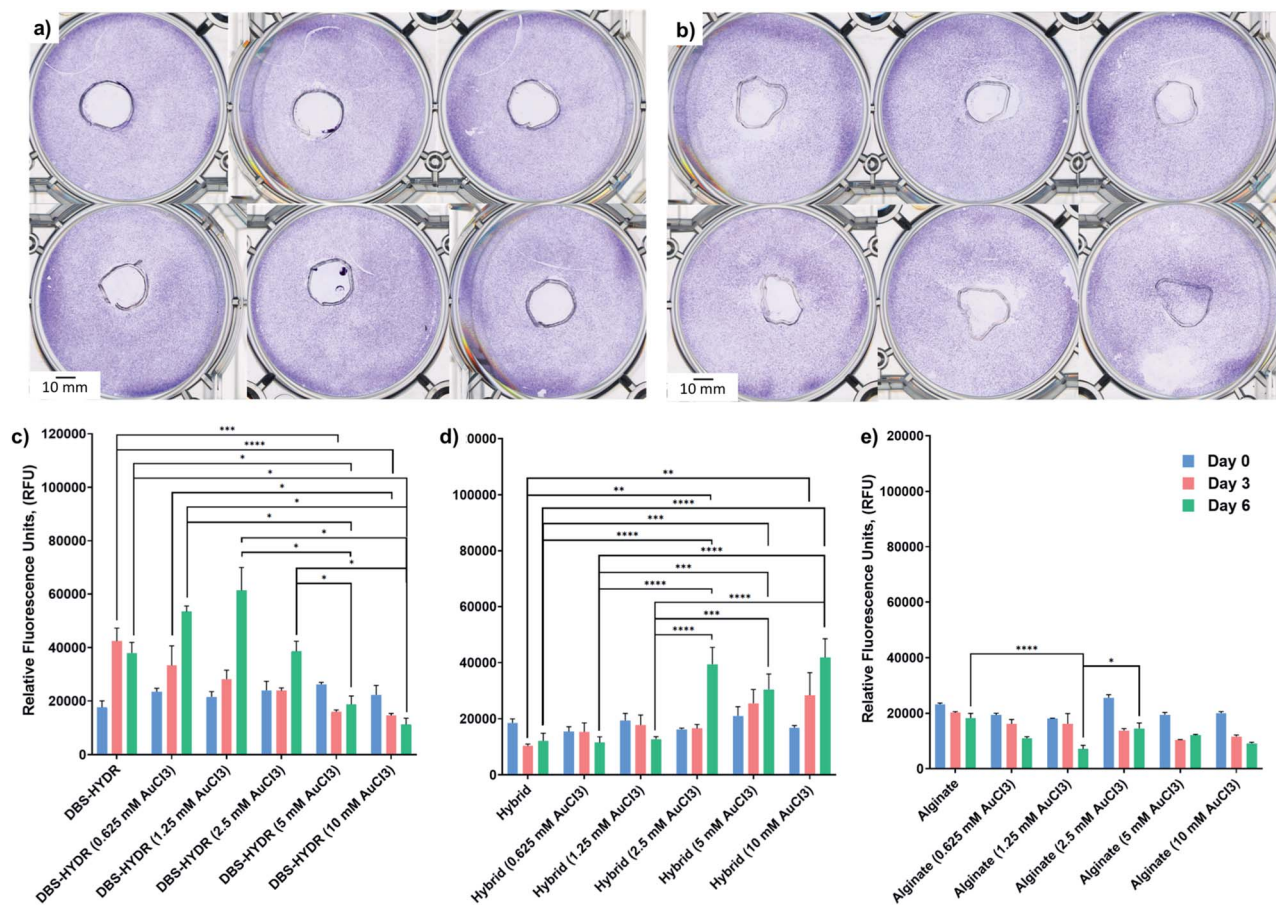 a)
10 mm
b)
10 mm
c)
Relative Fluorescence Units, (RFU)
120000
100000
80000
60000
40000
20000
0
***
****
*
*
*
*
*
*
*
*
*
DBS-HYDR
DBS-HYDR (0.625 mM AuCl3)
DBS-HYDR (1.25 mM AuCl3)
DBS-HYDR (2.5 mM AuCl3)
DBS-HYDR (5 mM AuCl3)
DBS-HYDR (10 mM AuCl3)
d)
0000
100000
80000
60000
40000
20000
0
**
**
****
***
****
****
***
****
****
***
****
Hybrid
Hybrid (0.625 mM AuCl3)
Hybrid (1.25 mM AuCl3)
Hybrid (2.5 mM AuCl3)
Hybrid (5 mM AuCl3)
Hybrid (10 mM AuCl3)
e)
Relative Fluorescence Units, (RFU)
20000
100000
80000
60000
40000
20000
0
****
*
Day 0
Day 3
Day 6
Alginate
Alginate (0.625 mM AuCl3)
Alginate (1.25 mM AuCl3)
Alginate (2.5 mM AuCl3)
Alginate (5 mM AuCl3)
Alginate (10 mM AuCl3)